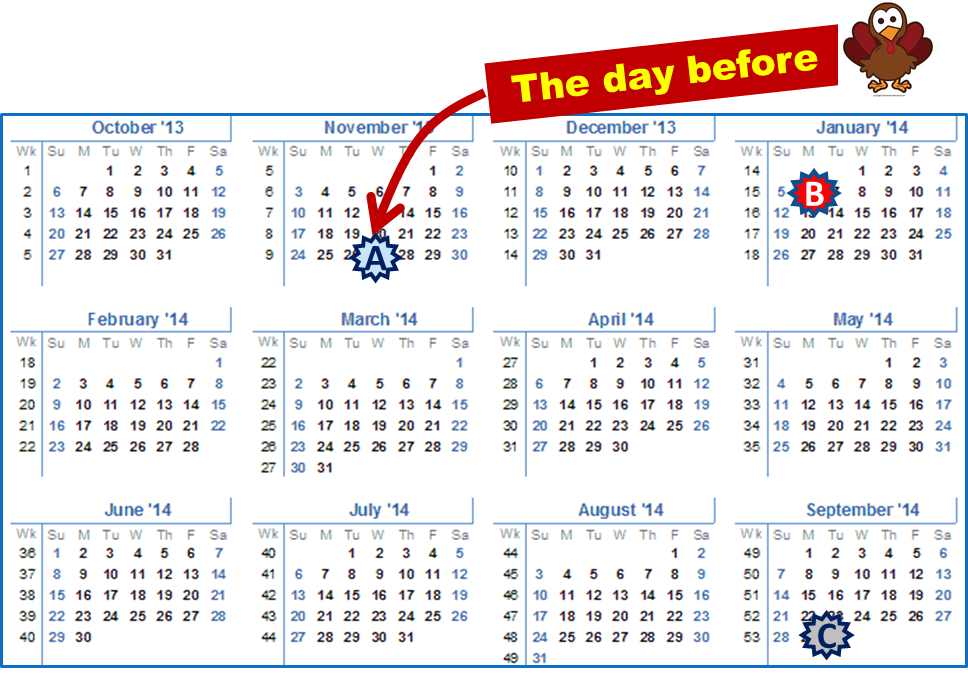 The day before
October '13
Wk Su M Tu W Th F Sa
1 1 2 3 4 5
2 6 7 8 9 10 11 12
3 13 14 15 16 17 18 19
4 20 21 22 23 24 25 26
5 27 28 29 30 31
November
Wk Su M Tu W F Sa
5 1 2
6 3 4 5 6 7 8 9
7 10 11 12 14 15 16
8 17 18 19 20 21 22 23
9 24 25 A 28 29 30
December '13
Wk Su M Tu W Th F Sa
10 1 2 3 4 5 6 7
11 8 9 10 11 12 13 14
12 15 16 17 18 19 20 21
13 22 23 24 25 26 27 28
14 29 30 31
January '14
Wk Su M Tu W Th F Sa
14 1 2 3 4
15 5 B 8 9 10 11
16 12 14 15 16 17 18
17 19 20 21 22 23 24 25
18 26 27 28 29 30 31
February '14
Wk Su M Tu W Th F Sa
18 1
19 2 3 4 5 6 7 8
20 9 10 11 12 13 14 15
21 16 17 18 19 20 21 22
22 23 24 25 26 27 28
March '14
Wk Su M Tu W Th F Sa
22 1
23 2 3 4 5 6 7 8
24 9 10 11 12 13 14 15
25 16 17 18 19 20 21 22
26 23 24 25 26 27 28 29
27 30 31
April '14
Wk Su M Tu W Th F Sa
27 1 2 3 4 5
28 6 7 8 9 10 11 12
29 13 14 15 16 17 18 19
30 20 21 22 23 24 25 26
31 27 28 29 30
May '14
Wk Su M Tu W Th F Sa
31 1 2 3
32 4 5 6 7 8 9 10
33 11 12 13 14 15 16 17
34 18 19 20 21 22 23 24
35 25 26 27 28 29 30 31
June '14
Wk Su M Tu W Th F Sa
36 1 2 3 4 5 6 7
37 8 9 10 11 12 13 14
38 15 16 17 18 19 20 21
39 22 23 24 25 26 27 28
40 29 30
July '14
Wk Su M Tu W Th F Sa
40 1 2 3 4 5
41 6 7 8 9 10 11 12
42 13 14 15 16 17 18 19
43 20 21 22 23 24 25 26
44 27 28 29 30 31
August '14
Wk Su M Tu W Th F Sa
44 1 2
45 3 4 5 6 7 8 9
46 10 11 12 13 14 15 16
47 17 18 19 20 21 22 23
48 24 25 26 27 28 29 30
49 31
September '14
Wk Su M Tu W Th F Sa
49 1 2 3 4 5 6
50 7 8 9 10 11 12 13
51 14 15 16 17 18 19 20
52 21 22 24 25 26 27
53 28 C